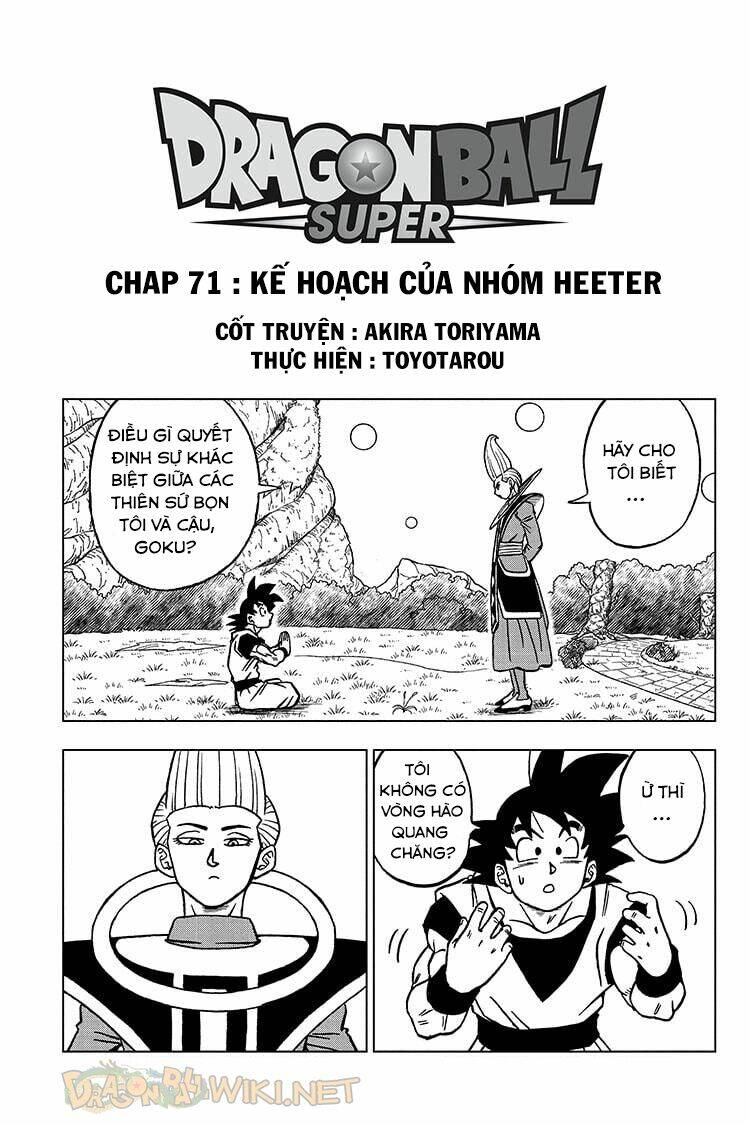 DRAGON BALL
SUPER
CHAP 71 : KẾ HOẠCH CỦA NHÓM HEETER
CỐT TRUYỆN : AKIRA TORIYAMA
THỰC HIỆN : TOYOTAROU
HÃY CHO
TÔI BIẾT
...
ĐIỀU GÌ QUYẾT
ĐỊNH SỰ KHÁC
BIỆT GIỮA CÁC
THIÊN SỨ BỌN
TÔI VÀ CẬU,
GOKU?
Ừ THÌ
...
TÔI
KHÔNG CÓ
VÒNG HÀO
QUANG
CHĂNG?
DRAGONBALLWIKI.NET